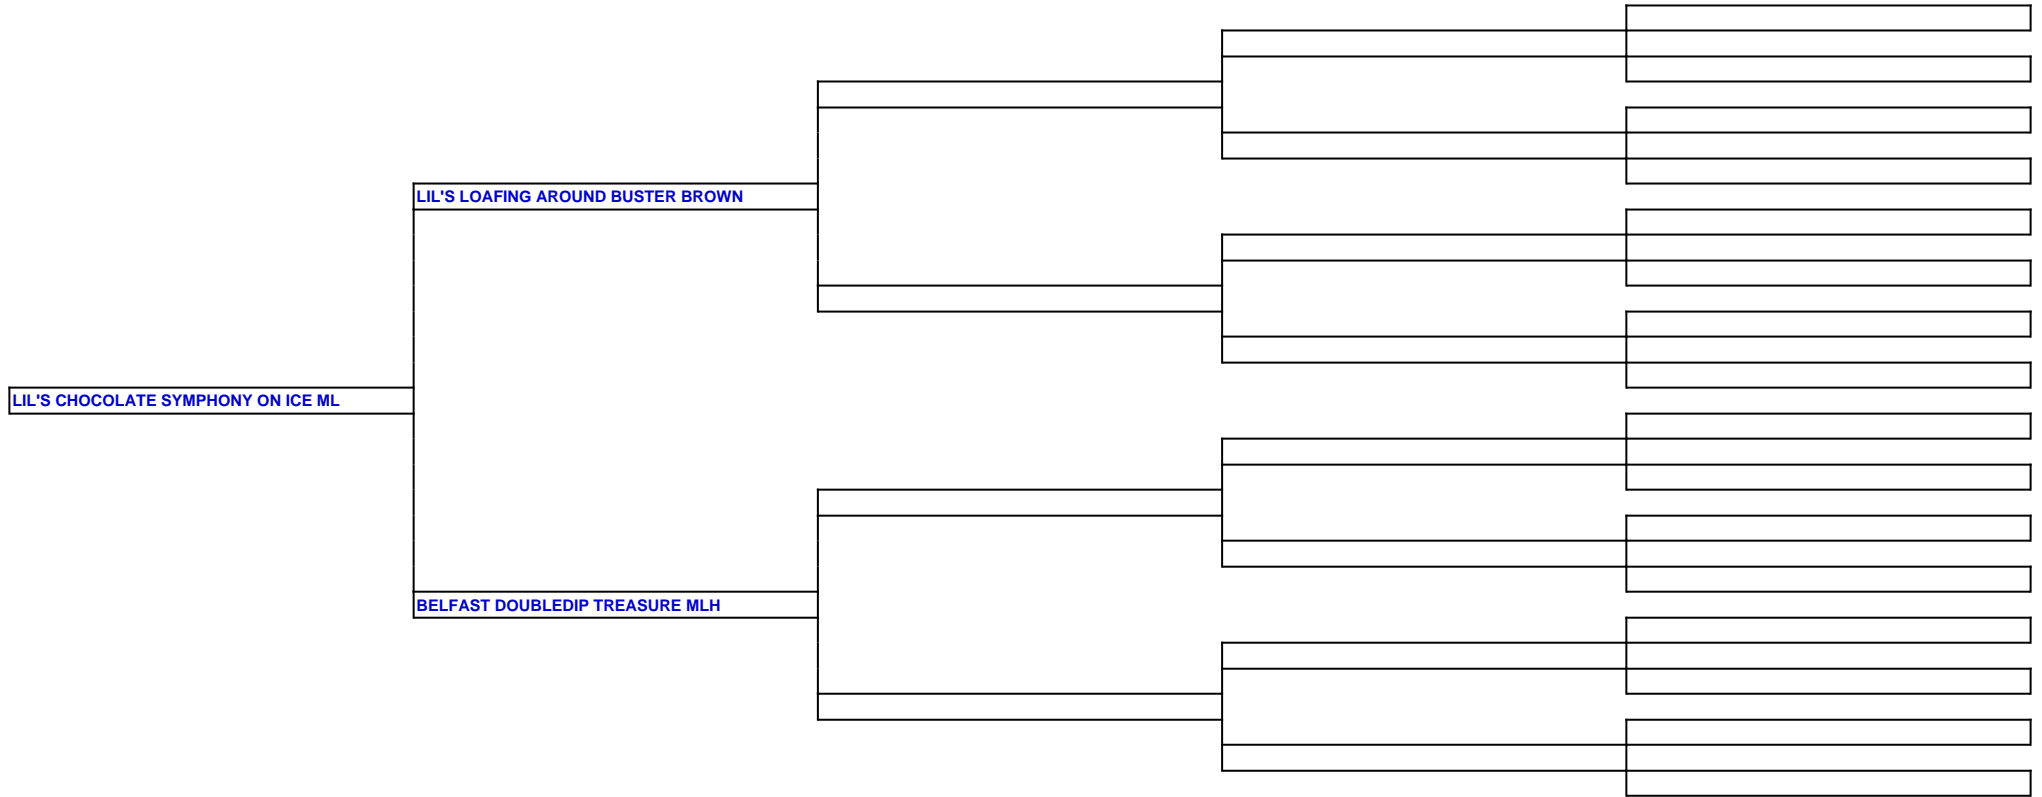 LIL'S LOAFING AROUND BUSTER BROWN
LIL'S CHOCOLATE SYMPHONY ON ICE ML
BELFAST DOUBLEDIP TREASURE MLH